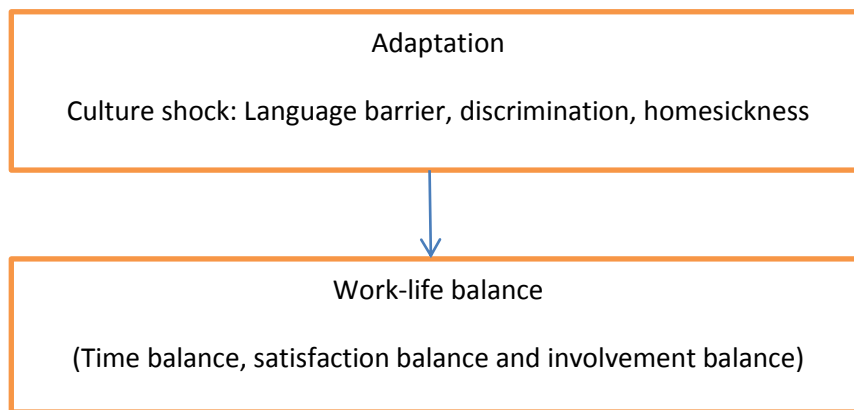 Adaptation
Culture shock: Language barrier, discrimination, homesickness
Work-life balance
(Time balance, satisfaction balance and involvement balance)